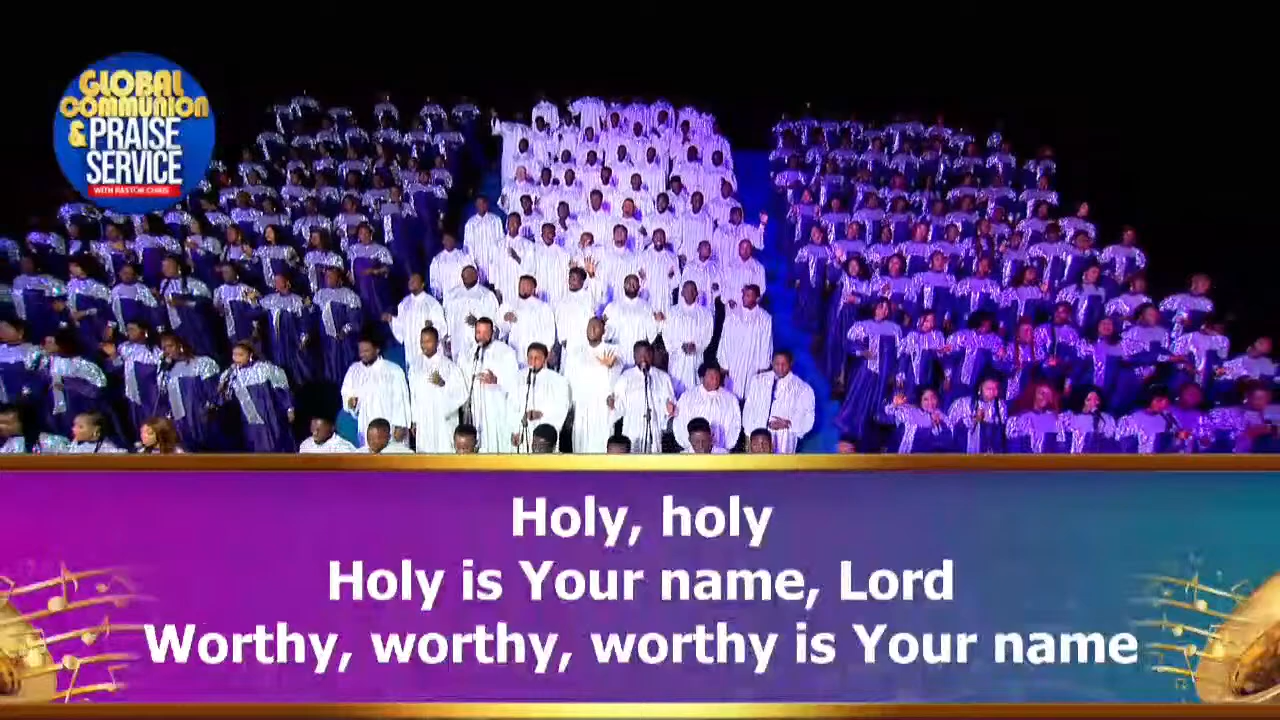 GLOBAL
COMMUNION
& PRAISE
SERVICE
WITH PASTOR CHRIS
Holy, holy
Holy is Your name, Lord
Worthy, worthy, worthy is Your name